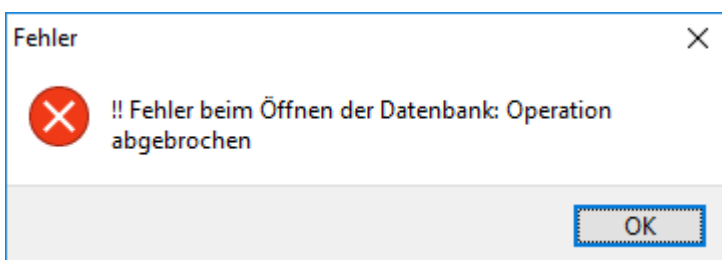 Fehler
!! Fehler beim Öffnen der Datenbank: Operation
abgebrochen
OK